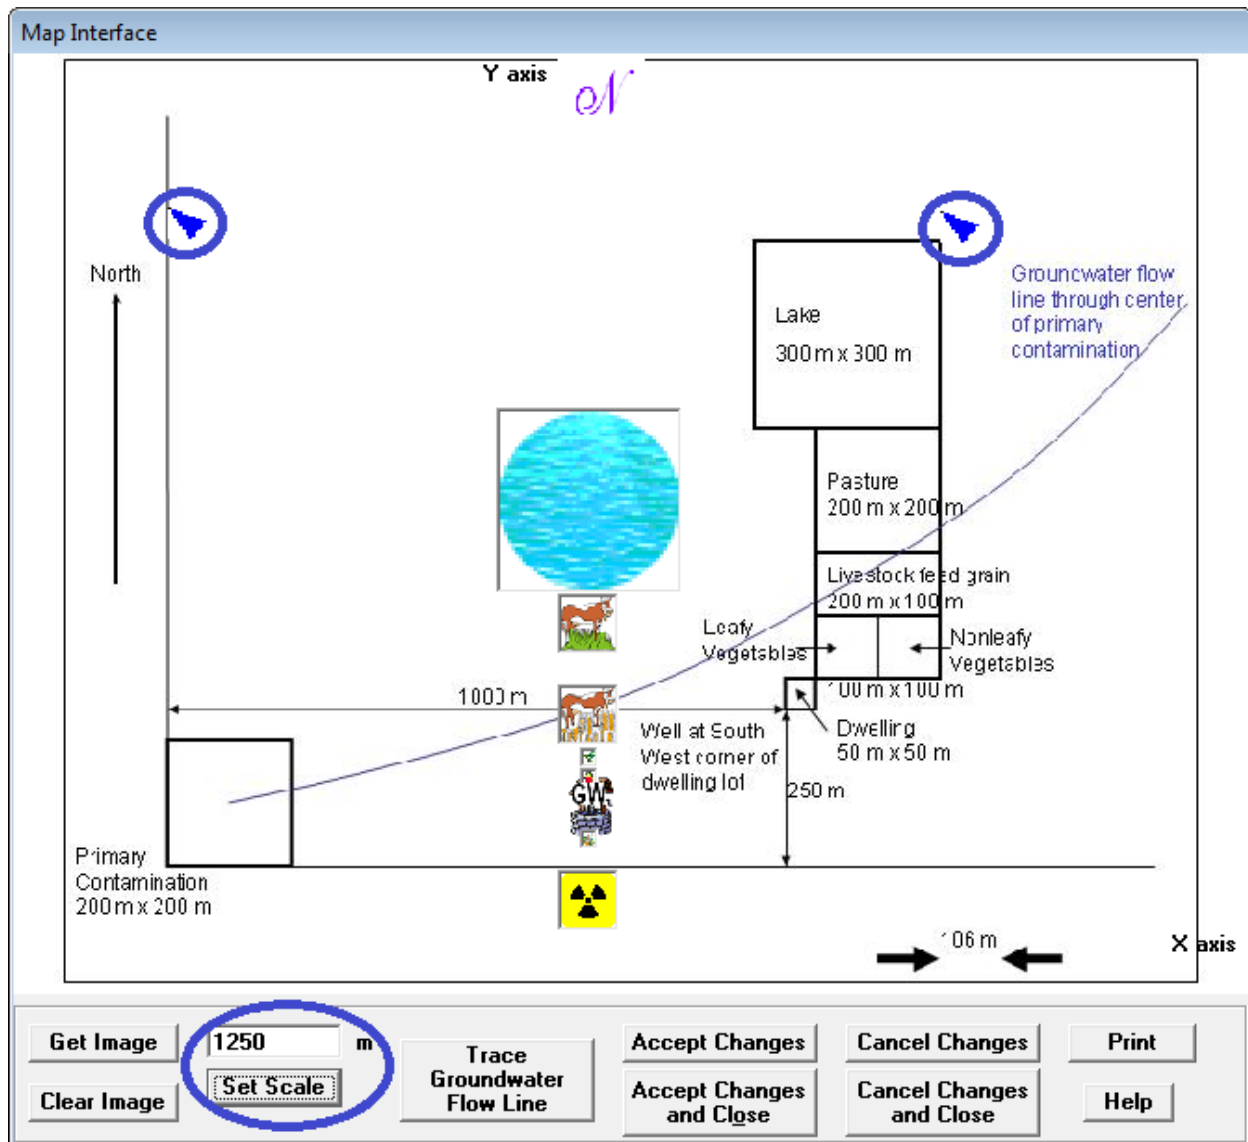 Map Interface
Y axis
N
North
Lake
300 m x 300 m
Groundwater flow
line through center
of primary
contamination
Pasture
200 m x 200 m
Livestock feed grain
200 m x 100 m
Leafy
Vegetables
Nonleafy
Vegetables
100 m x 100 m
1000 m
Well at South
West corner of
dwelling lot
Dwelling
50 m x 50 m
250 m
GW
Primary
Contamination
200 m x 200 m
106 m
X axis
Get Image
1250 m
Set Scale
Clear Image
Trace
Groundwater
Flow Line
Accept Changes
Accept Changes
and Close
Cancel Changes
Cancel Changes
and Close
Print
Help